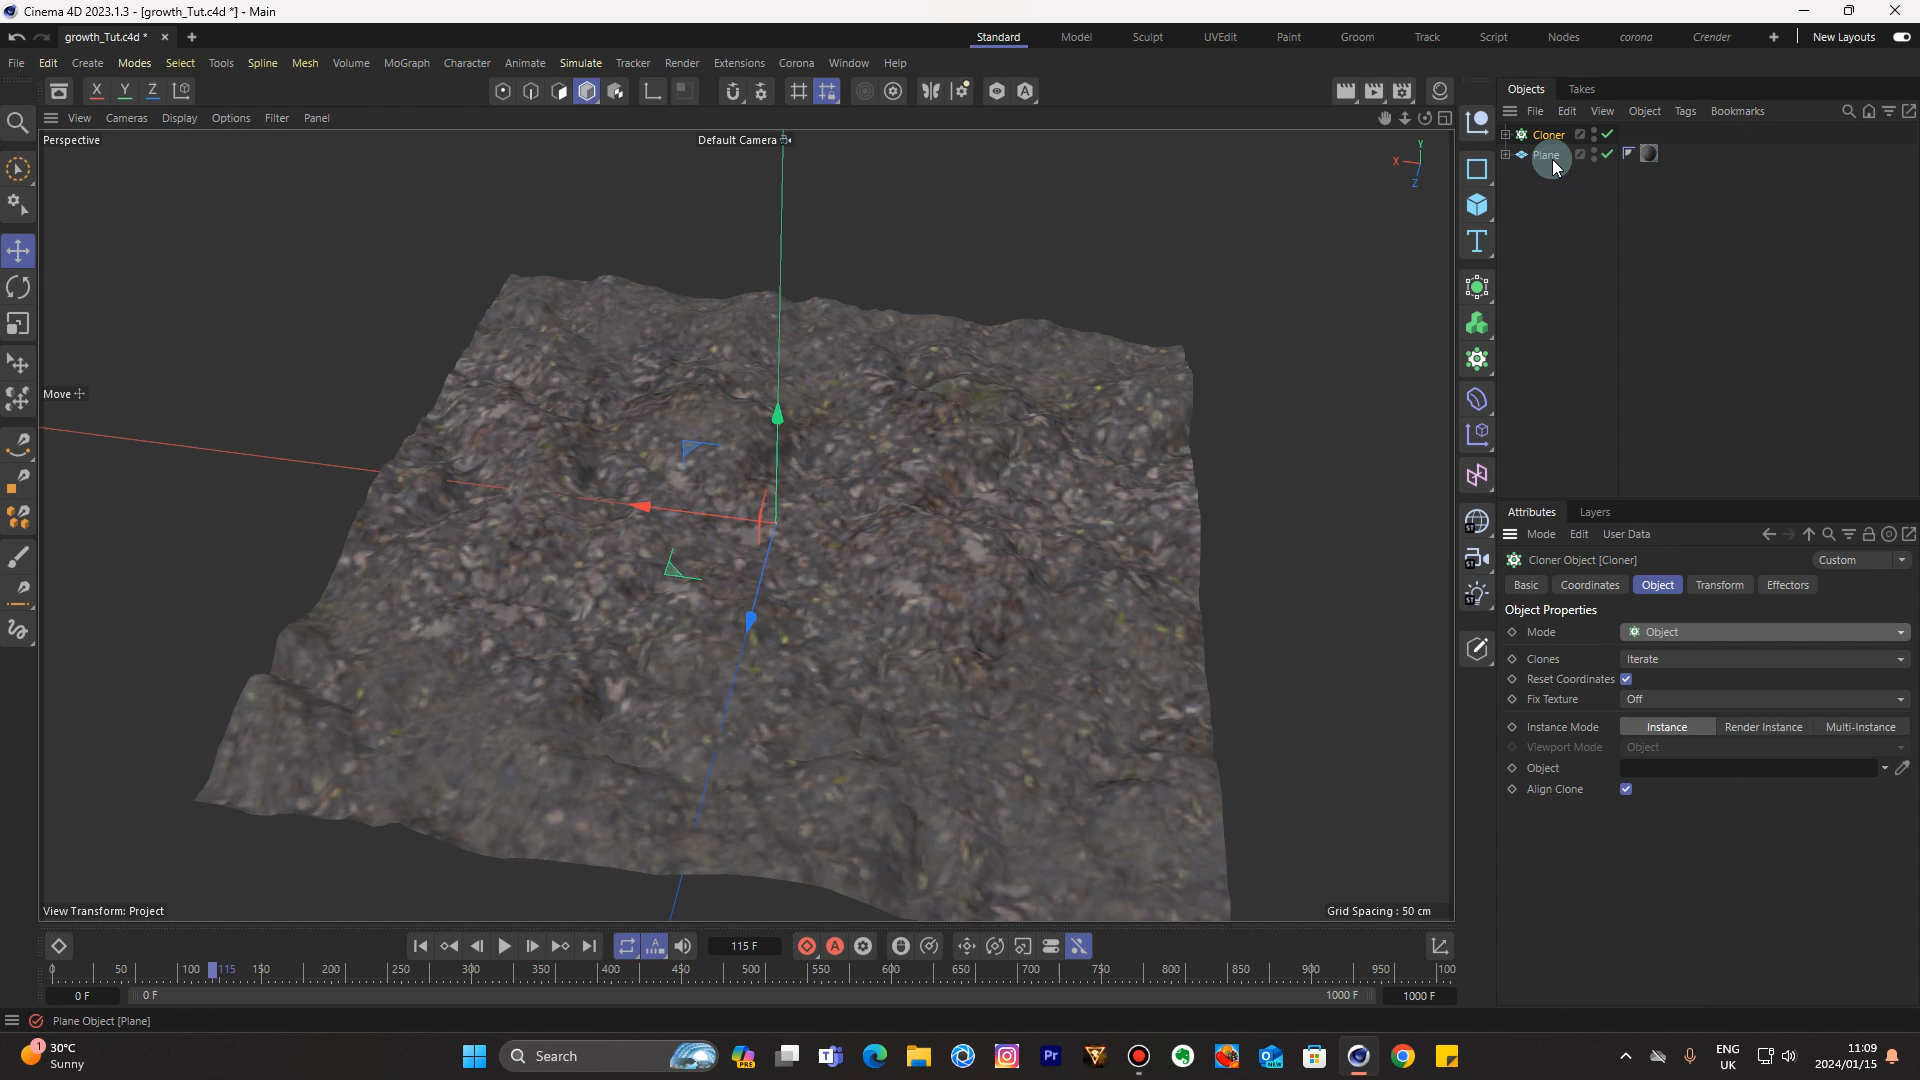 Cinema 4D 2023.1.3 - [growth_Tut.c4d *] - Main
growth_Tut.c4d *
Standard Model Sculpt UVEdit Paint Groom Track Script Nodes corona Crender New Layouts
File Edit Create Modes Select Tools Spline Mesh Volume MoGraph Character Animate Simulate Tracker Render Extensions Corona Window Help
X Y Z
Objects Takes
File Edit View Object Tags Bookmarks
View Cameras Display Options Filter Panel
Perspective
Default Camera
Cloner
Plane
Y
X
Z
Move
Attributes Layers
Mode Edit User Data
Cloner Object [Cloner]
Custom
Basic Coordinates Object Transform Effectors
Object Properties
Mode Object
Clones Iterate
Reset Coordinates
Fix Texture Off
Instance Mode Instance Render Instance Multi-Instance
Viewport Mode Object
Object
Align Clone
View Transform: Project
Grid Spacing : 50 cm
115 F
0 50 100 115 150 200 250 300 350 400 450 500 550 600 650 700 750 800 850 900 950 100
0 F 0 F 1000 F 1000 F
Plane Object [Plane]
30°C
Sunny
Search
ENG
UK
11:09
2024/01/15